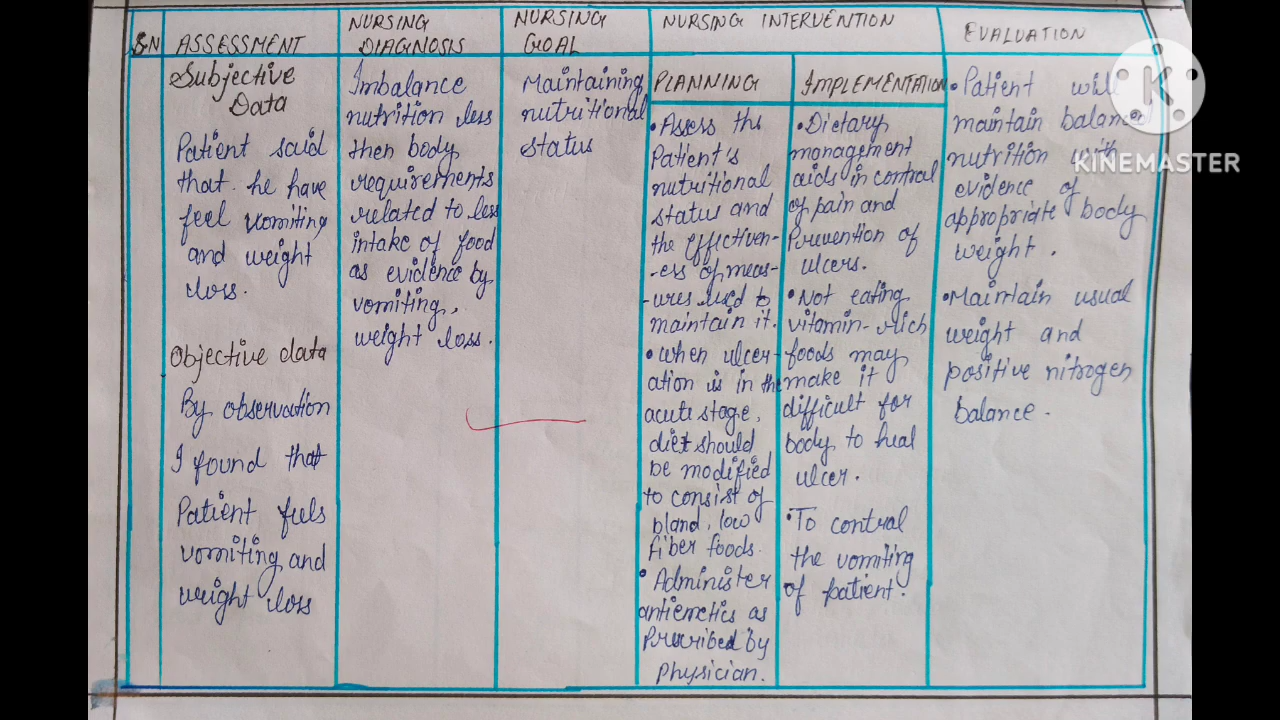 S.N
ASSESSMENT
NURSING
DIAGNOSIS
NURSING
GOAL
NURSING INTERVENTION
EVALUATION
Subjective
Data
Patient said
that he have
feel vomiting
and weight
loss.
Objective data
By observation
I found that
Patient feels
vomiting and
weight loss
Imbalance
nutrition less
then body
requirements
related to less
intake of food
as evidence by
vomiting,
weight loss.
Maintaining
nutritional
status
PLANNING
• Assess the
Patient's
nutritional
status and
the effectiven-
-ess of meas-
-ures used to
maintain it.
• when ulcer-
ation is in the
acute stage,
diet should
be modified
to consist of
bland, low
fiber foods.
• Administer
antiemetics as
Prescribed by
physician.
IMPLEMENTATION
• Dietary
management
aids in control
of pain and
Prevention of
ulcers.
• Not eating
vitamin-rich
foods may
make it
difficult for
body to heal
ulcer.
• To control
the vomiting
of patient.
• Patient will
maintain balanced
nutrition with
evidence of
appropriate body
weight.
• Maintain usual
weight and
positive nitrogen
balance.
K
KINEMASTER